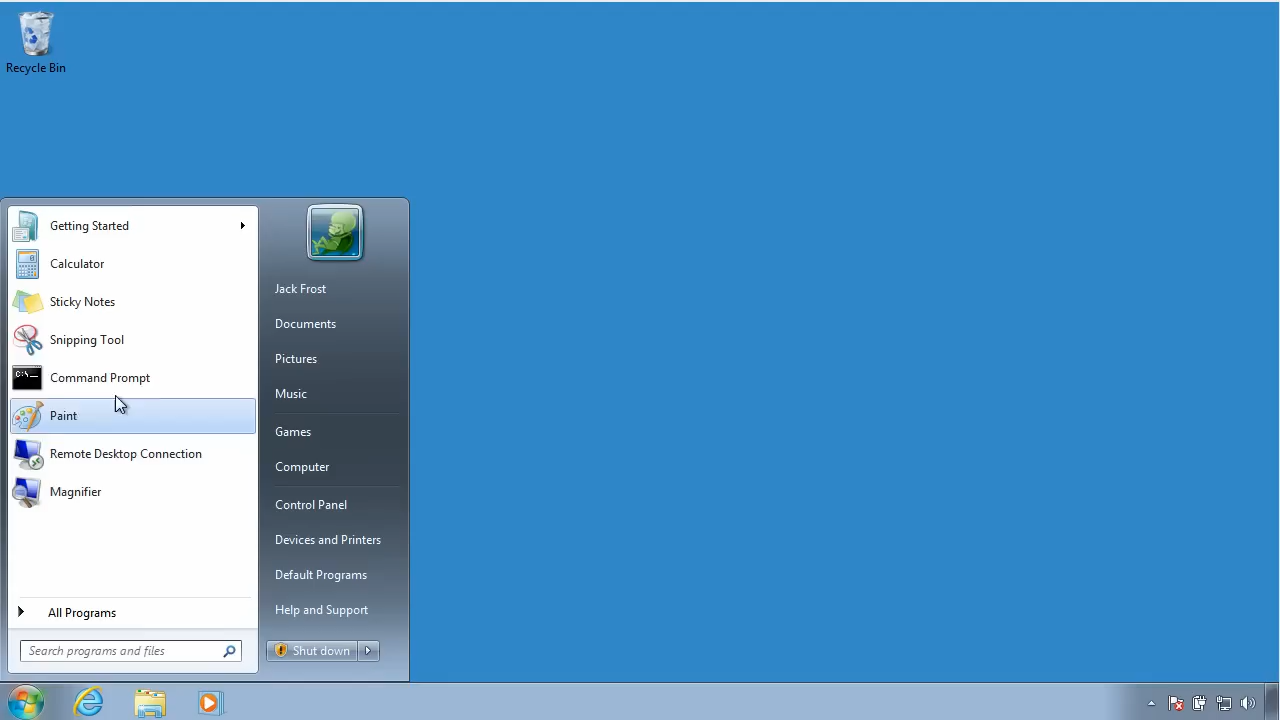 Recycle Bin
Getting Started
Calculator
Sticky Notes
Snipping Tool
Command Prompt
Paint
Remote Desktop Connection
Magnifier
All Programs
Search programs and files
Jack Frost
Documents
Pictures
Music
Games
Computer
Control Panel
Devices and Printers
Default Programs
Help and Support
Shut down